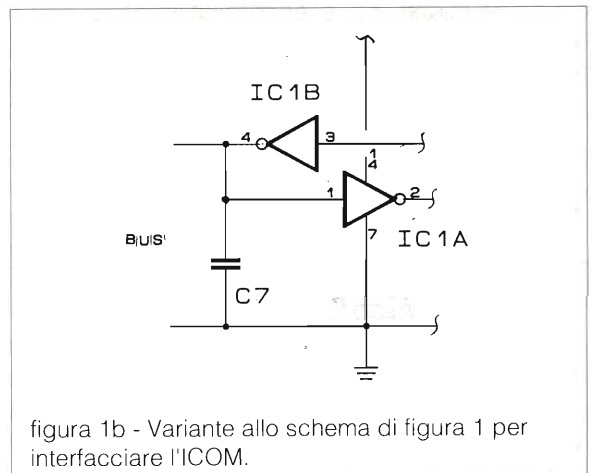 IC1B
4
3
1
4
1
2
7
IC1A
BUS
C7
figura 1b - Variante allo schema di figura 1 per
interfacciare l'ICOM.